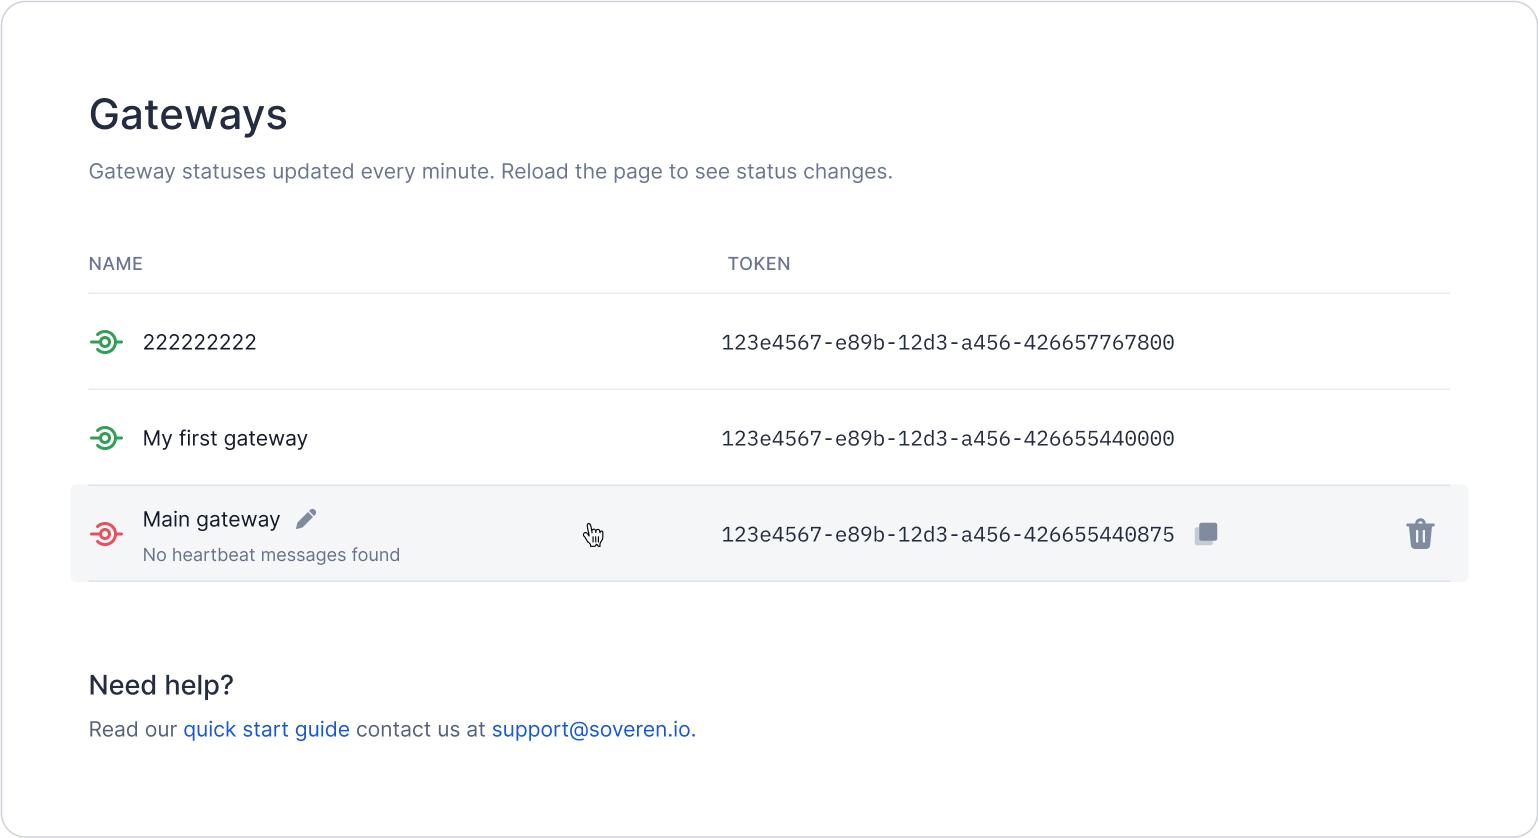 Gateways
Gateway statuses updated every minute. Reload the page to see status changes.
NAME TOKEN
222222222 123e4567-e89b-12d3-a456-426657767800
My first gateway 123e4567-e89b-12d3-a456-426655440000
Main gateway
No heartbeat messages found
123e4567-e89b-12d3-a456-426655440875
Need help?
Read our quick start guide contact us at support@soveren.io.